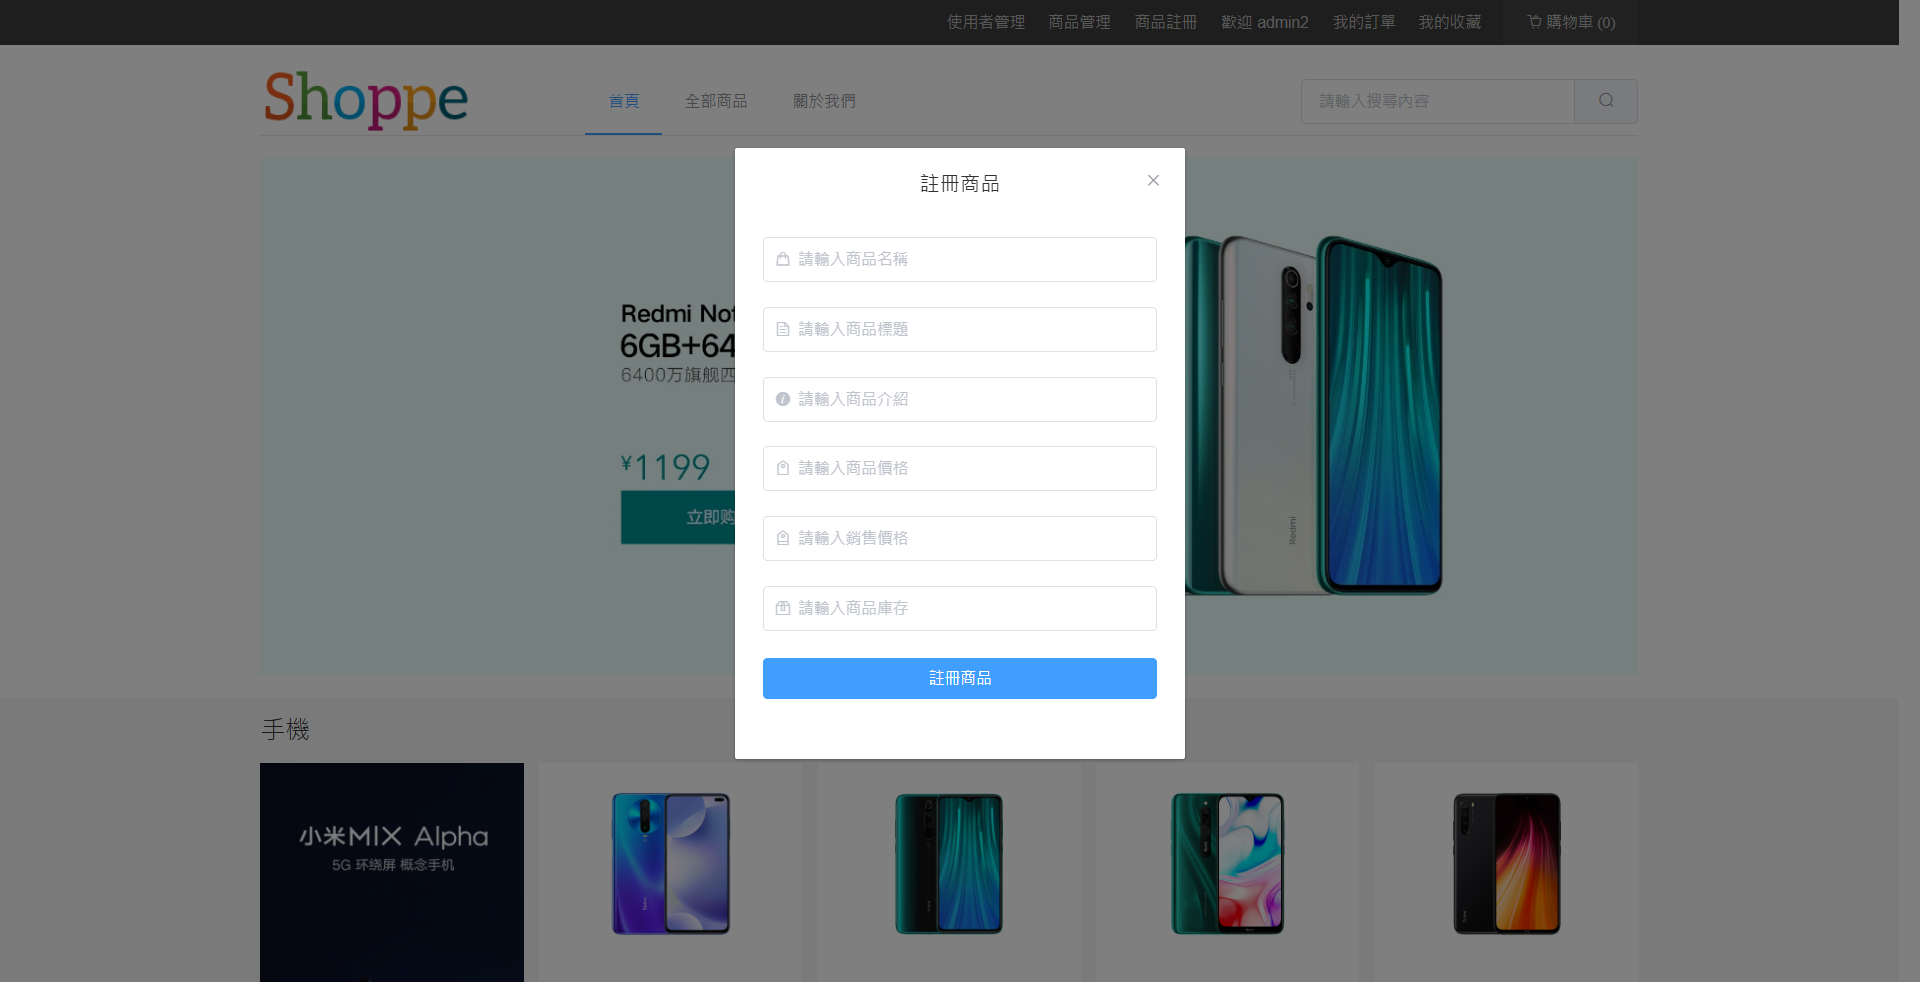 使用者管理 商品管理 商品註冊 歡迎 admin2 我的訂單 我的收藏 購物車 (0)
Shoppe 首頁 全部商品 關於我們 請輸入搜尋內容
註冊商品
請輸入商品名稱
請輸入商品標題
請輸入商品介紹
請輸入商品價格
請輸入銷售價格
請輸入商品庫存
註冊商品
Redmi Not
6GB+64
6400万旗舰四
¥1199
立即购
Redmi
手機
小米MIX Alpha
5G 环绕屏 概念手机